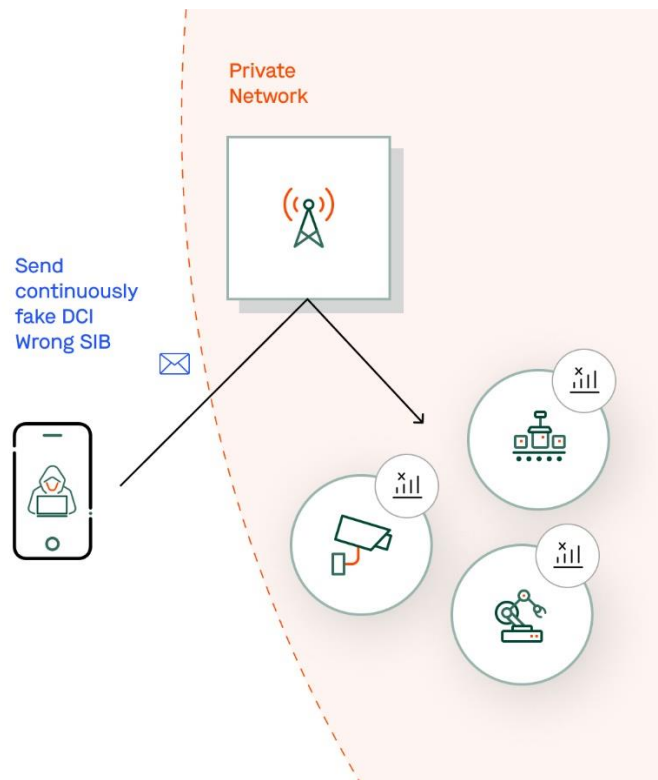 Private
Network
Send
continuously
fake DCI
Wrong SIB